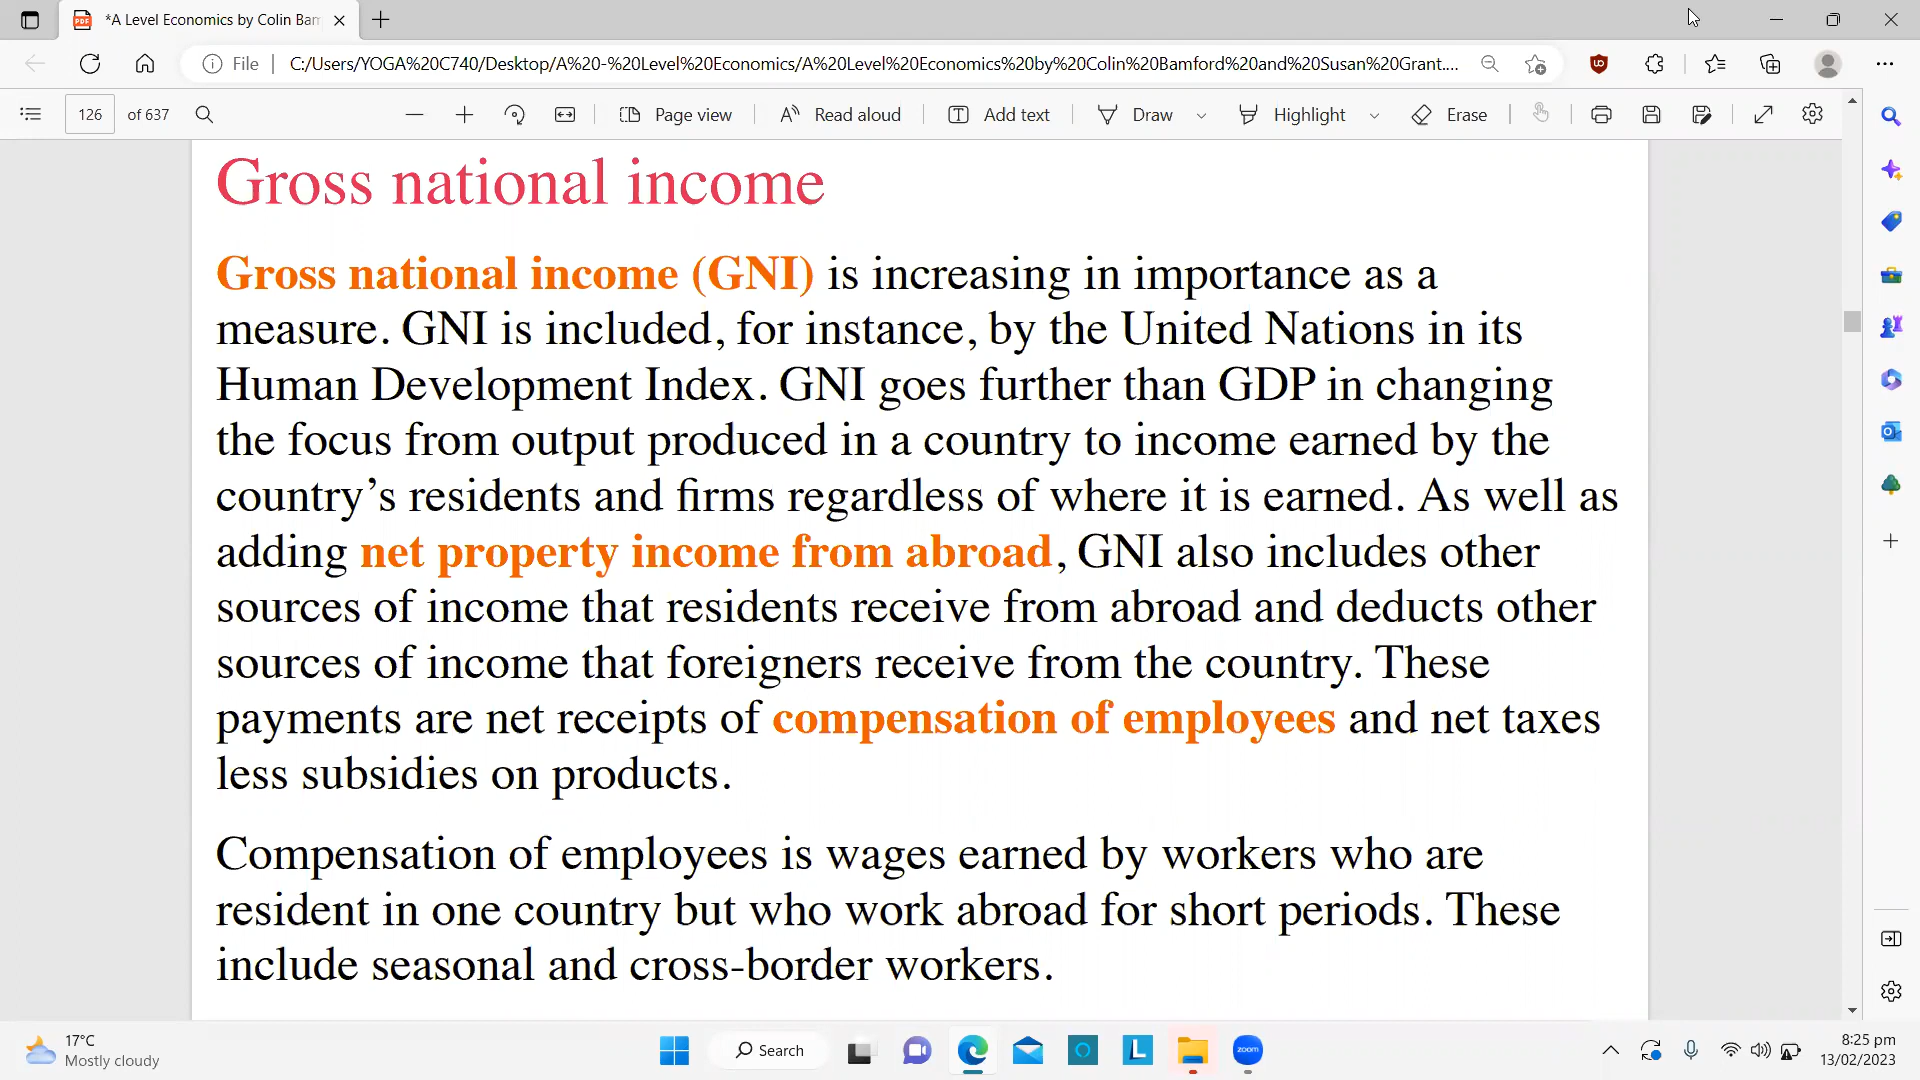 *A Level Economics by Colin Bam
File
C:/Users/YOGA%20C740/Desktop/A%20-%20Level%20Economics/A%20Level%20Economics%20by%20Colin%20Bamford%20and%20Susan%20Grant....
126 of 637
Page view
Read aloud
Add text
Draw
Highlight
Erase
Gross national income
Gross national income (GNI) is increasing in importance as a
measure. GNI is included, for instance, by the United Nations in its
Human Development Index. GNI goes further than GDP in changing
the focus from output produced in a country to income earned by the
country’s residents and firms regardless of where it is earned. As well as
adding net property income from abroad, GNI also includes other
sources of income that residents receive from abroad and deducts other
sources of income that foreigners receive from the country. These
payments are net receipts of compensation of employees and net taxes
less subsidies on products.
Compensation of employees is wages earned by workers who are
resident in one country but who work abroad for short periods. These
include seasonal and cross-border workers.
17°C
Mostly cloudy
Search
zoom
8:25 pm
13/02/2023